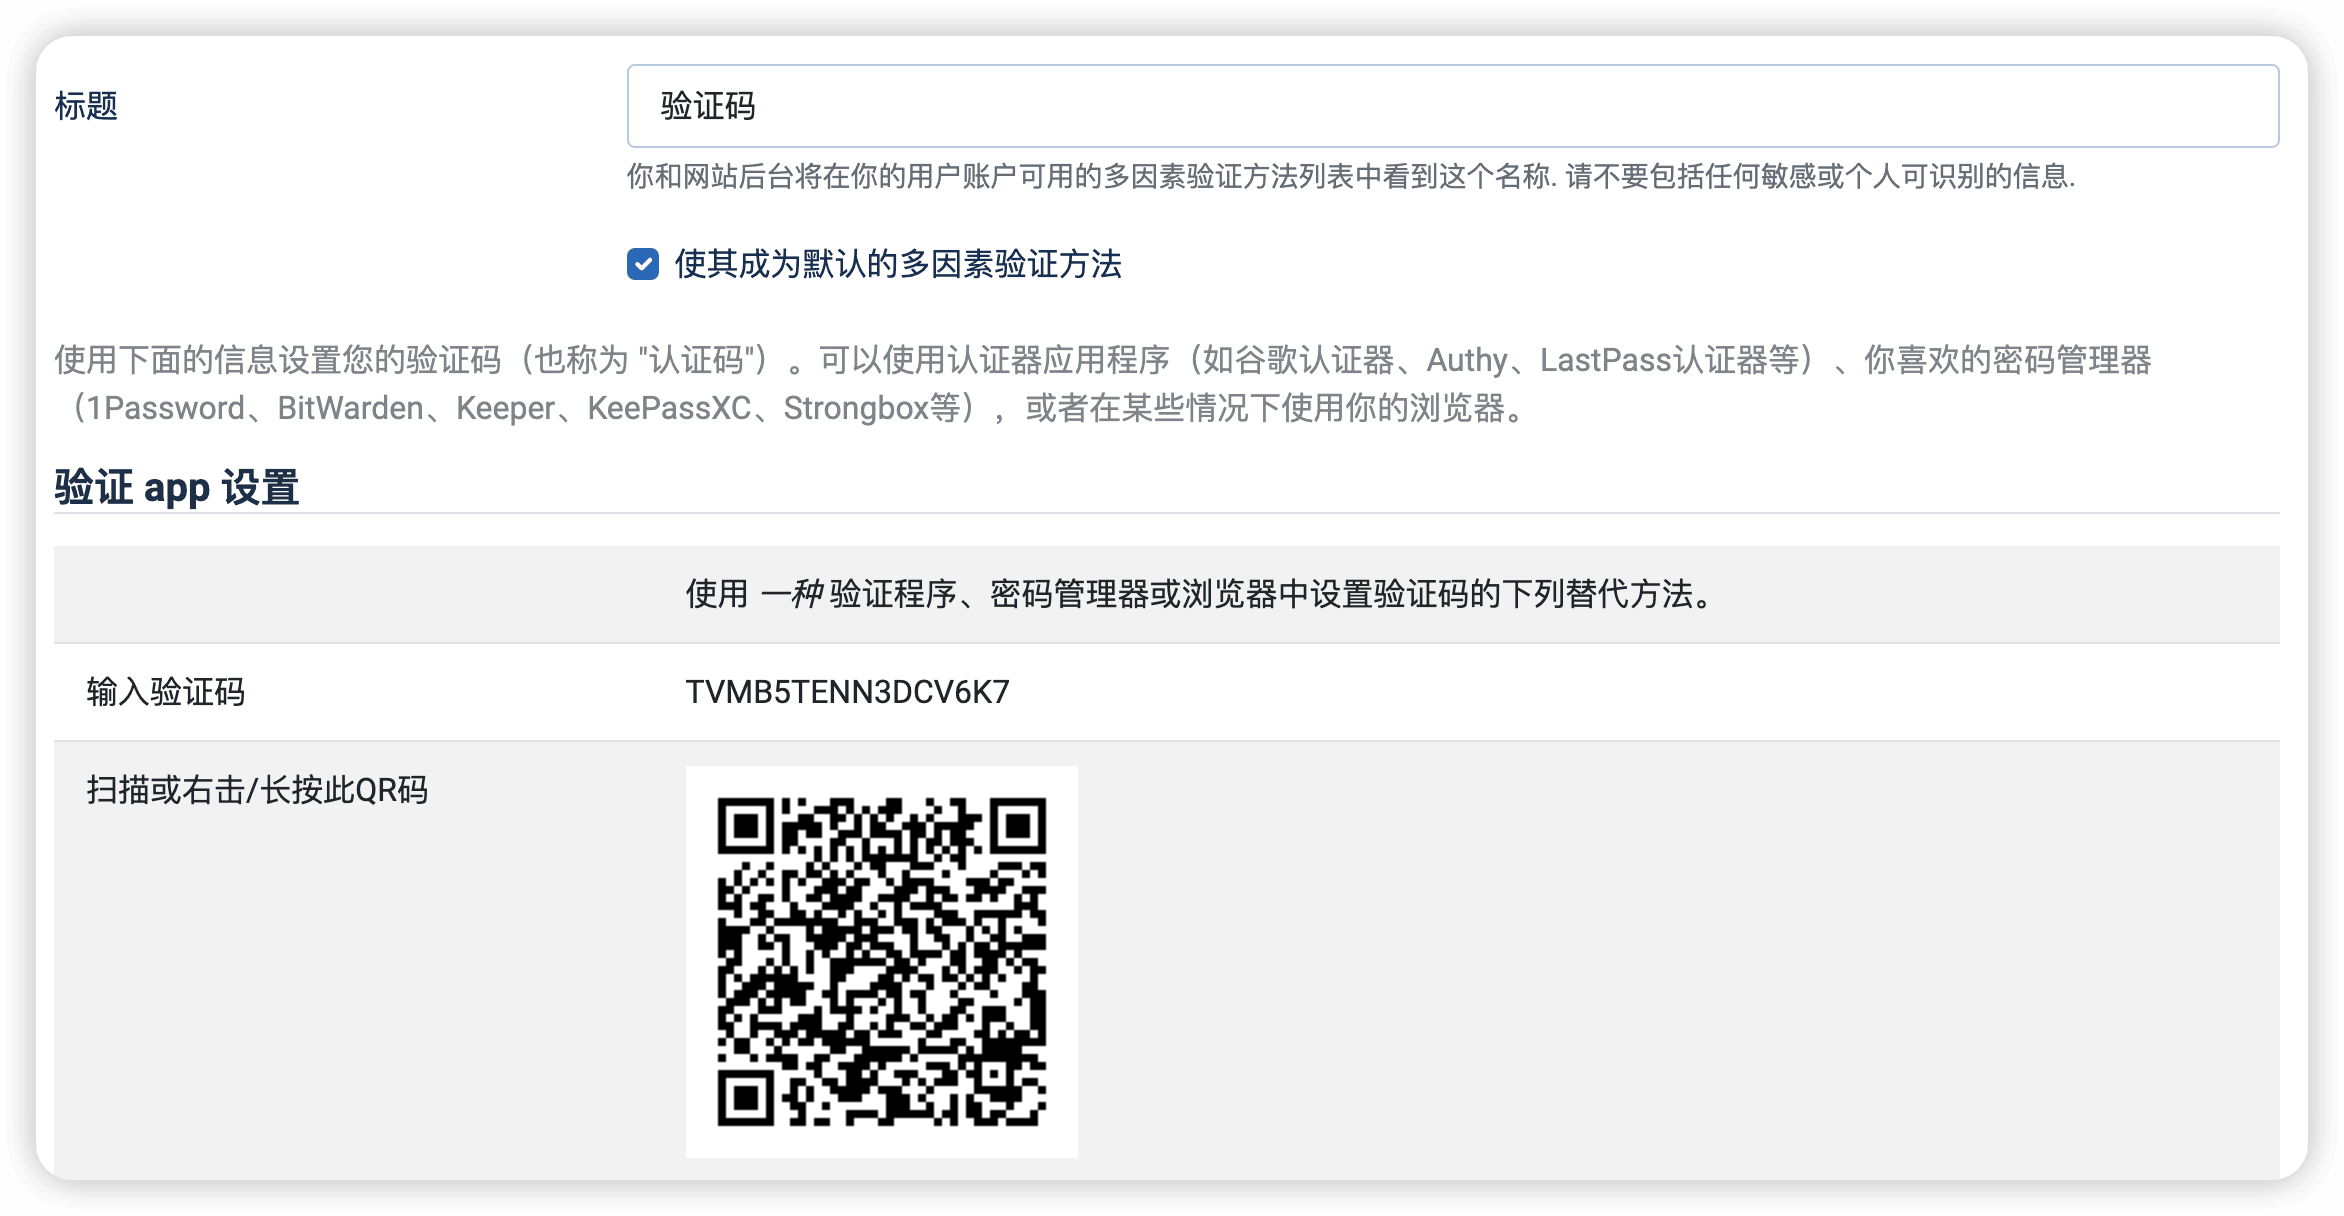 标题
验证码
你和网站后台将在你的用户账户可用的多因素验证方法列表中看到这个名称. 请不要包括任何敏感或个人可识别的信息.
使其成为默认的多因素验证方法
使用下面的信息设置您的验证码（也称为 "认证码"）。可以使用认证器应用程序（如谷歌认证器、Authy、LastPass认证器等）、你喜欢的密码管理器
（1Password、BitWarden、Keeper、KeePassXC、Strongbox等），或者在某些情况下使用你的浏览器。
验证 app 设置
使用 一种 验证程序、密码管理器或浏览器中设置验证码的下列替代方法。
输入验证码
TVMB5TENN3DCV6K7
扫描或右击/长按此QR码